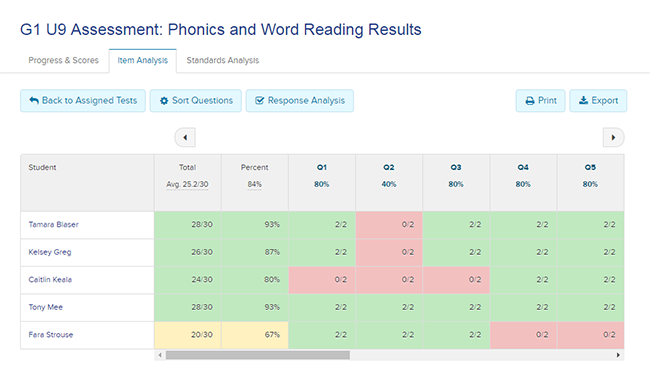 G1 U9 Assessment: Phonics and Word Reading Results
Progress & Scores Item Analysis Standards Analysis
Back to Assigned Tests Sort Questions Response Analysis Print Export
Student Total Percent Q1 Q2 Q3 Q4 Q5
Avg. 25.2/30 84% 80% 40% 80% 80% 80%
Tamara Blaser 28/30 93% 2/2 0/2 2/2 2/2 2/2
Kelsey Greg 26/30 87% 2/2 0/2 2/2 2/2 2/2
Caitlin Keala 24/30 80% 0/2 0/2 0/2 2/2 2/2
Tony Mee 28/30 93% 2/2 2/2 2/2 2/2 2/2
Fara Strouse 20/30 67% 2/2 2/2 2/2 0/2 0/2